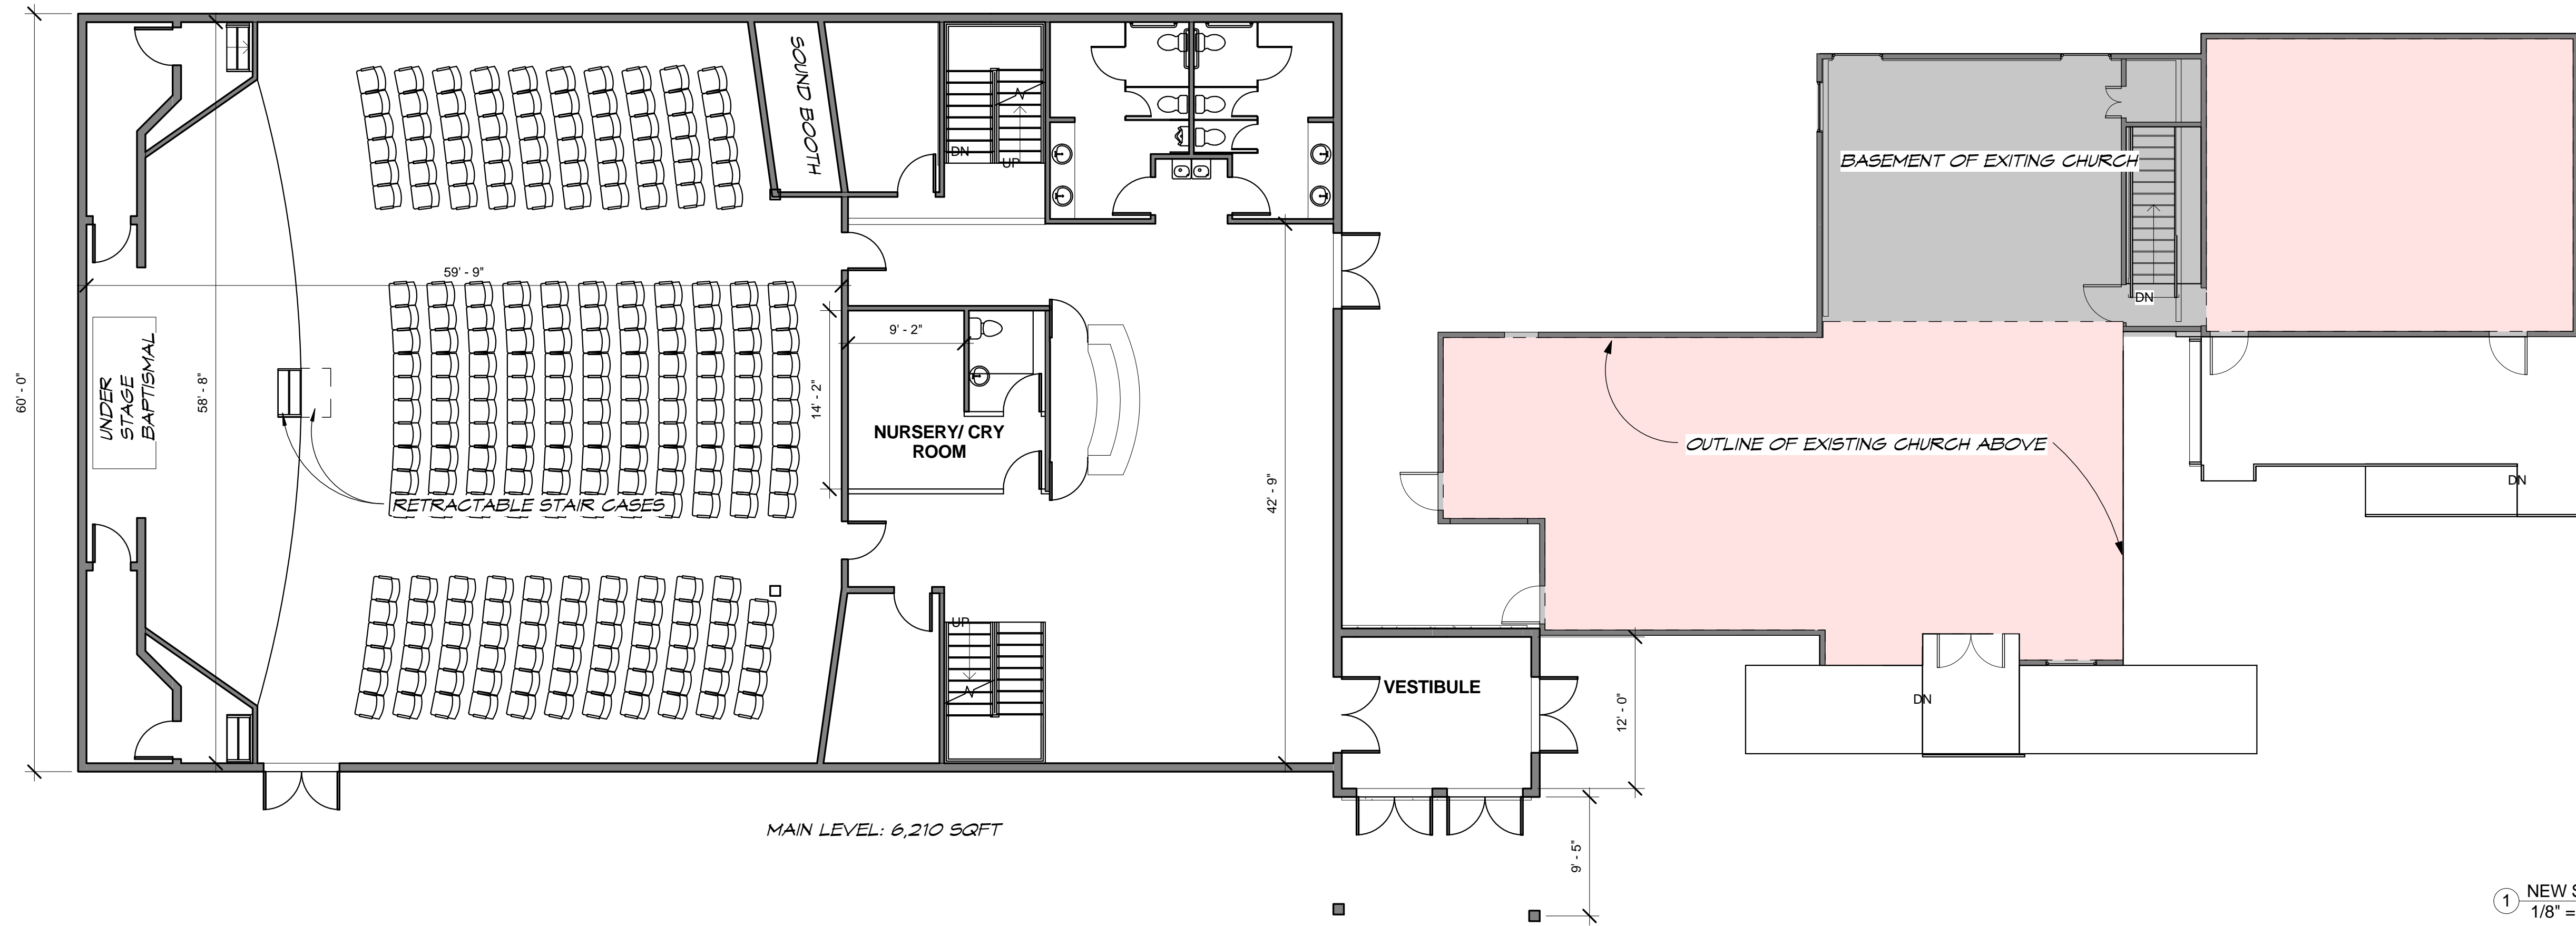 SOUND BOOTH
DN
UP
BASEMENT OF EXITING CHURCH
59' - 9"
DN
9' - 2"
60' - 0"
58' - 8"
UNDER
STAGE
BAPTISMAL
14' - 2"
NURSERY/ CRY
ROOM
OUTLINE OF EXISTING CHURCH ABOVE
42' - 9"
RETRACTABLE STAIR CASES
DN
UP
VESTIBULE
12' - 0"
DN
MAIN LEVEL: 6,210 SQFT
9' - 5"
1
NEW S
1/8" =